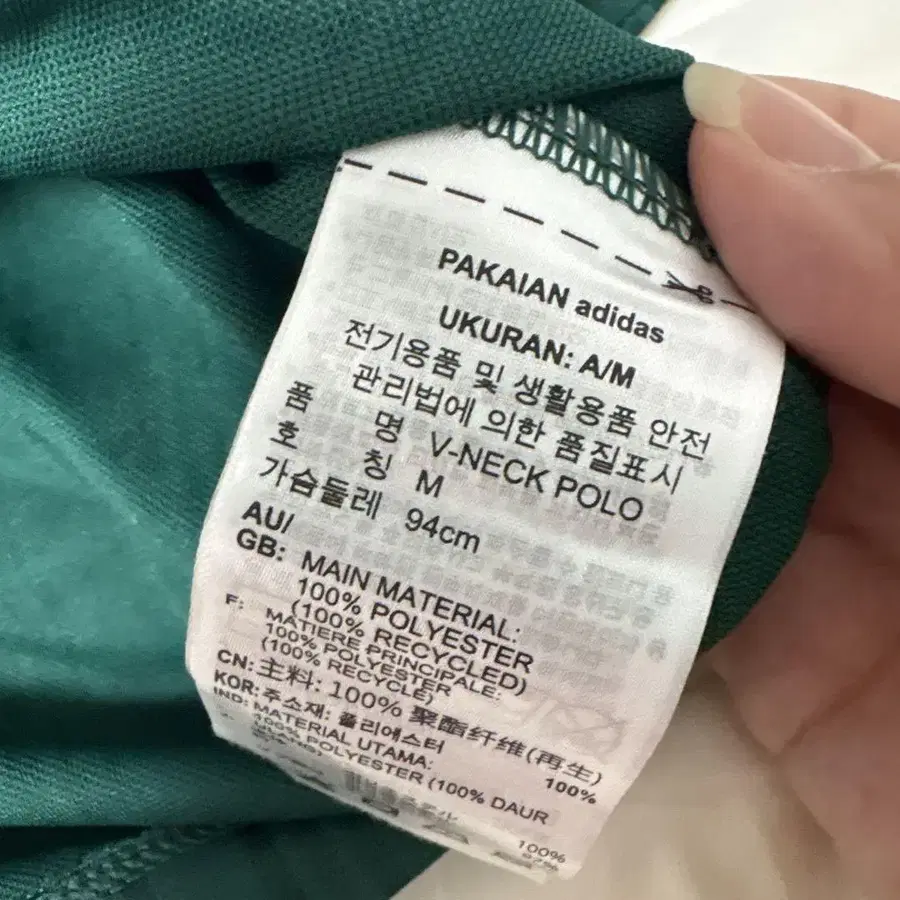 PAKAIAN adidas
UKURAN: A/M
전기용품 및 생활용품 안전
관리법에 의한 품질표시
품 명 V-NECK POLO
호 칭 M
가슴둘레 94cm
AU/
GB: MAIN MATERIAL:
100% POLYESTER
(100% RECYCLED)
F: MATIERE PRINCIPALE:
100% POLYESTER
(100% RECYCLE)
CN: 主料: 100% 聚酯纤维(再生)
KOR: 주소재: 폴리에스터 100%
IND: MATERIAL UTAMA:
100% POLYESTER (100% DAUR
100%